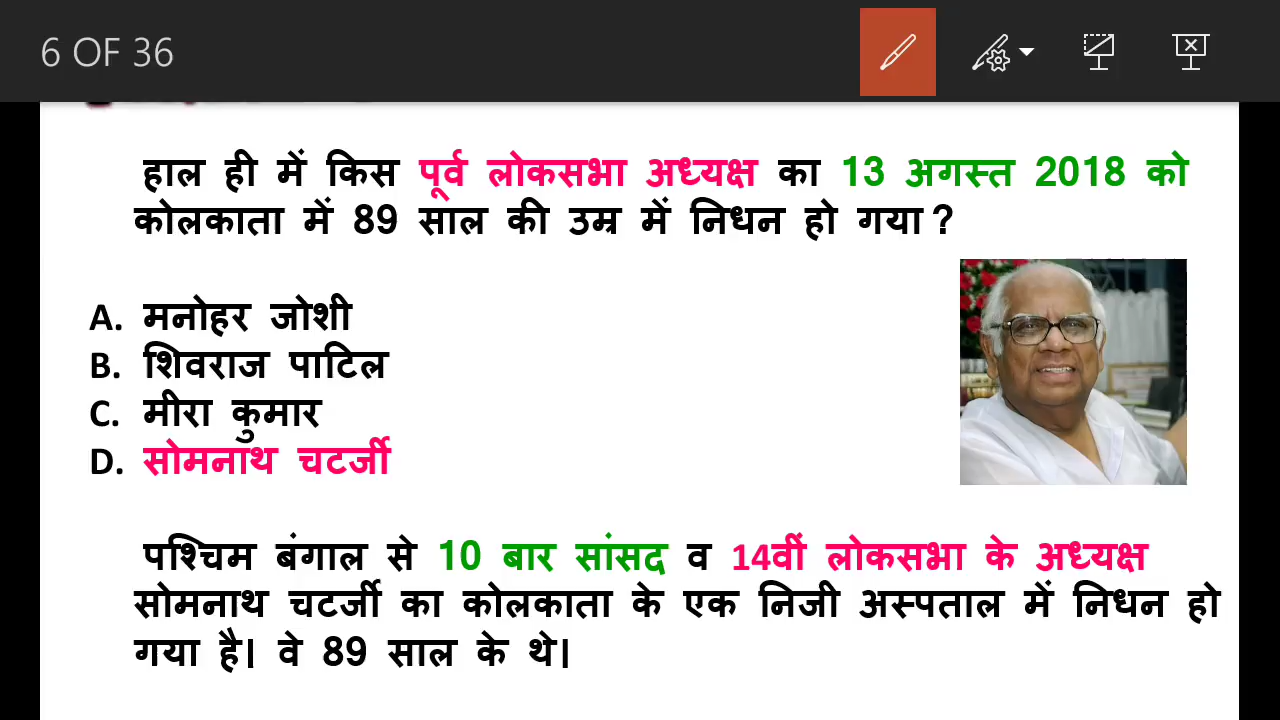 6 OF 36
हाल ही में किस पूर्व लोकसभा अध्यक्ष का 13 अगस्त 2018 को
कोलकाता में 89 साल की उम्र में निधन हो गया ?
A. मनोहर जोशी
B. शिवराज पाटिल
C. मीरा कुमार
D. सोमनाथ चटर्जी
पश्चिम बंगाल से 10 बार सांसद व 14वीं लोकसभा के अध्यक्ष
सोमनाथ चटर्जी का कोलकाता के एक निजी अस्पताल में निधन हो
गया है। वे 89 साल के थे।